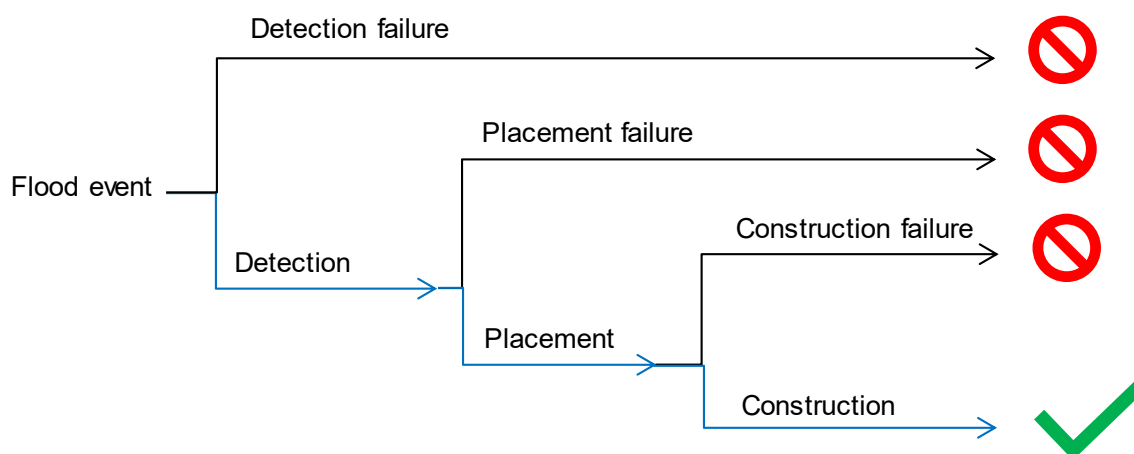 Detection failure
Placement failure
Flood event
Construction failure
Detection
Placement
Construction